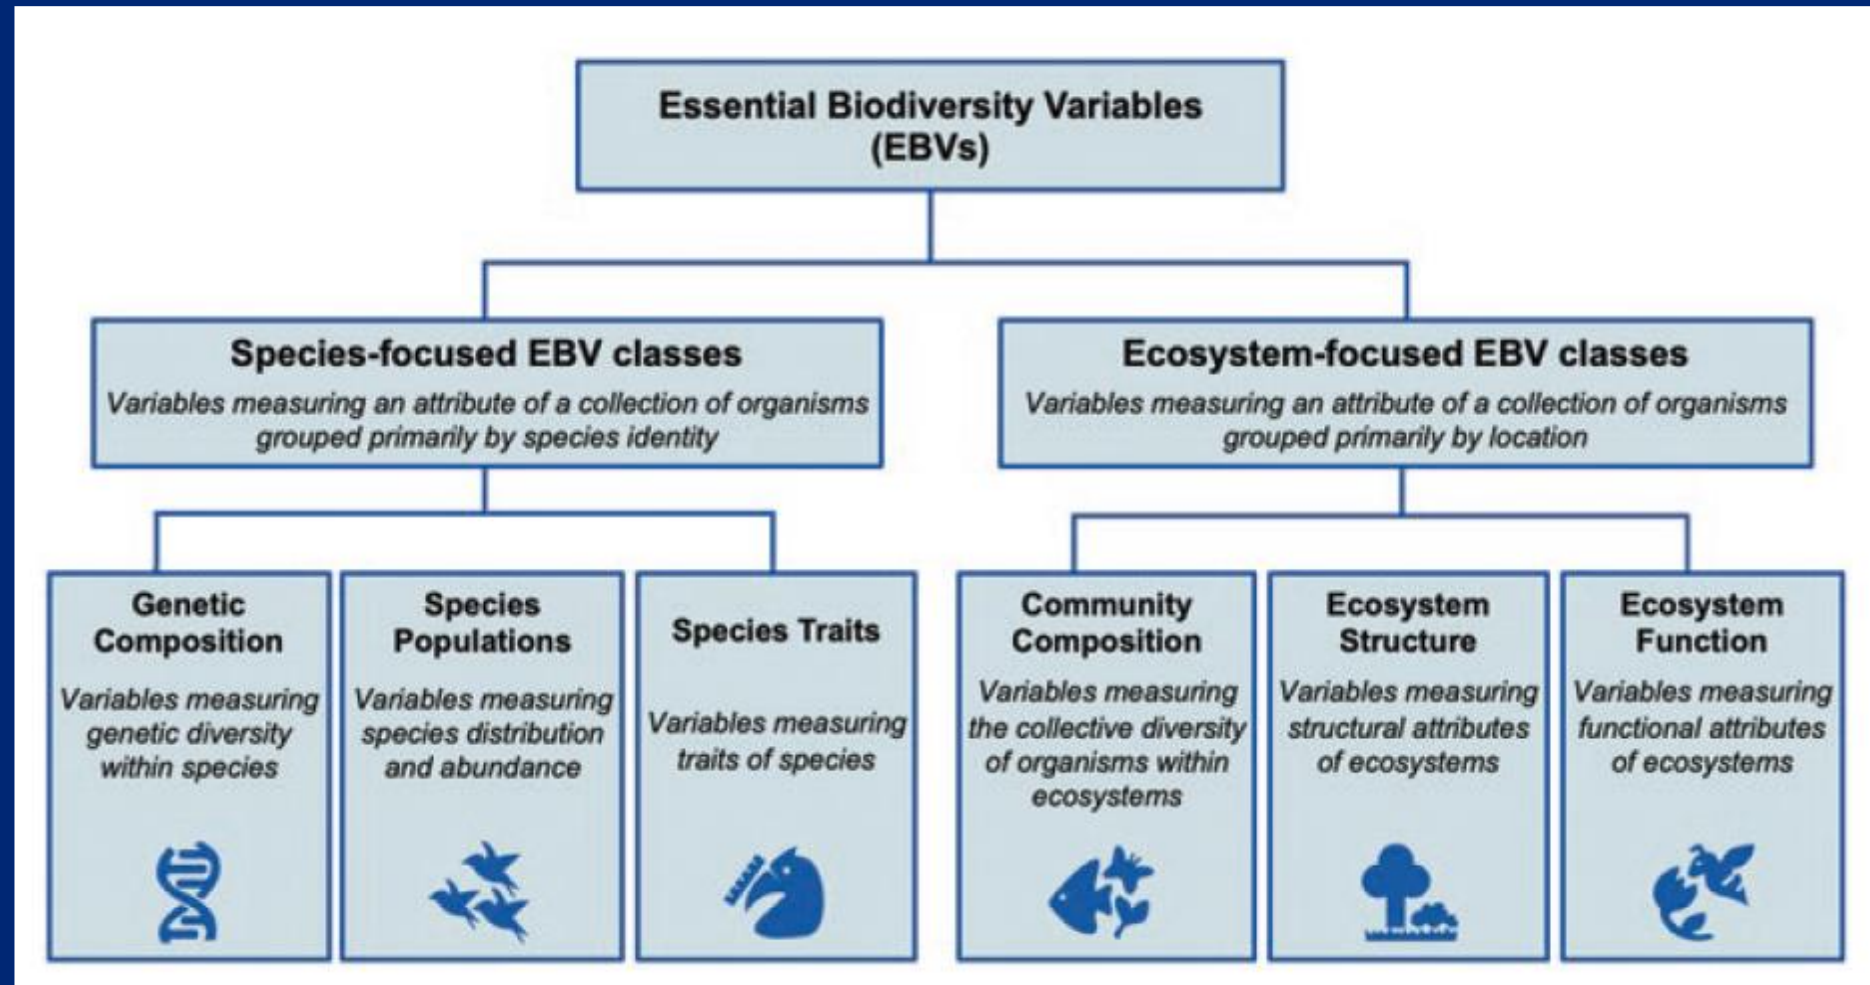 Essential Biodiversity Variables
(EBVs)
Species-focused EBV classes
Variables measuring an attribute of a collection of organisms
grouped primarily by species identity
Ecosystem-focused EBV classes
Variables measuring an attribute of a collection of organisms
grouped primarily by location
Genetic
Composition
Variables measuring
genetic diversity
within species
Species
Populations
Variables measuring
species distribution
and abundance
Species Traits
Variables measuring
traits of species
Community
Composition
Variables measuring
the collective diversity
of organisms within
ecosystems
Ecosystem
Structure
Variables measuring
structural attributes
of ecosystems
Ecosystem
Function
Variables measuring
functional attributes
of ecosystems